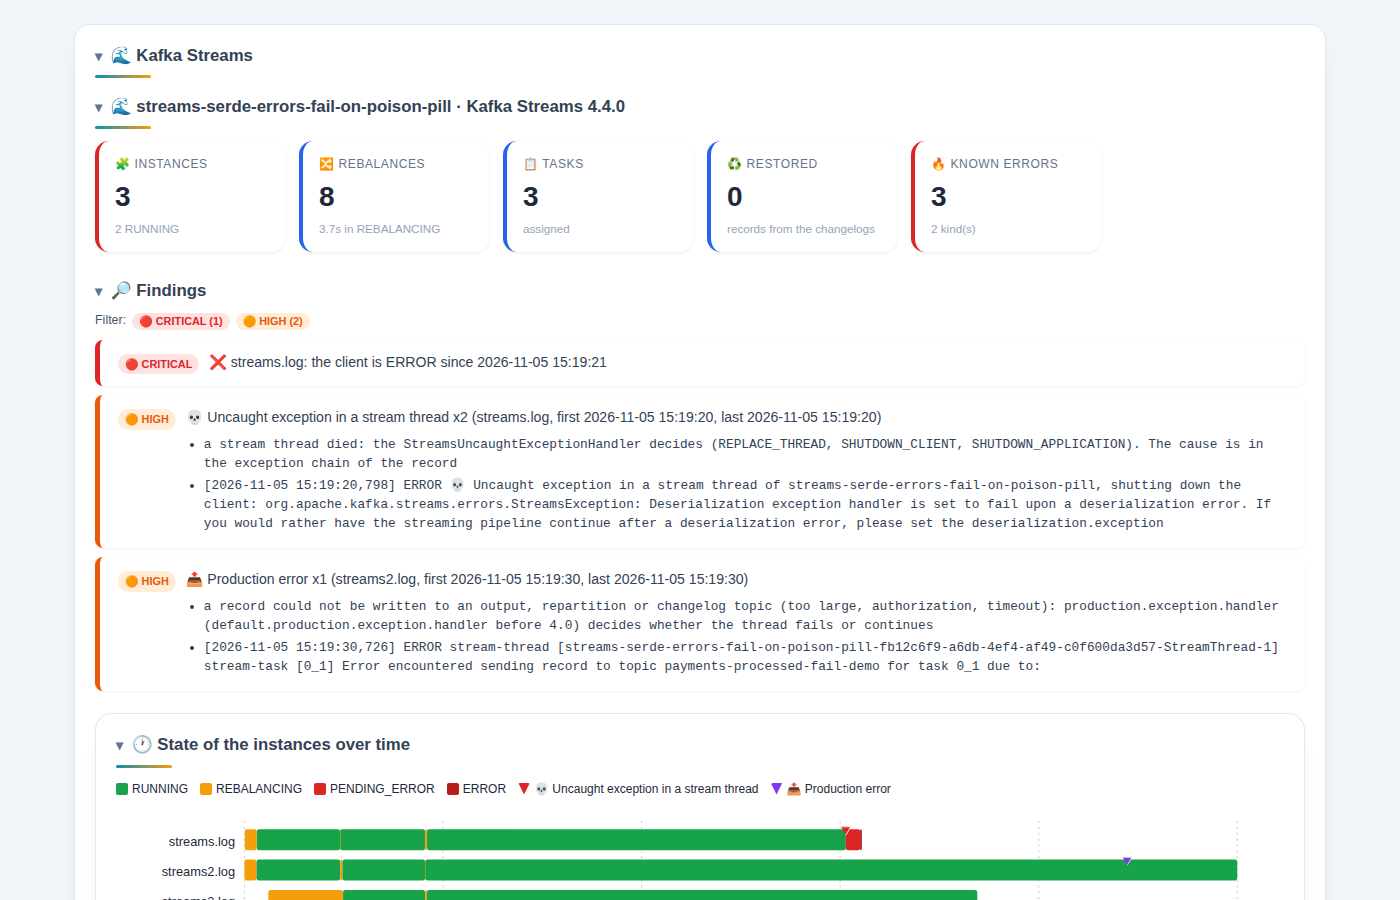 ▼ 🌊 Kafka Streams
▼ 🌊 streams-serde-errors-fail-on-poison-pill · Kafka Streams 4.4.0
🧩 INSTANCES
3
2 RUNNING
🔀 REBALANCES
8
3.7s in REBALANCING
📋 TASKS
3
assigned
♻️ RESTORED
0
records from the changelogs
🔥 KNOWN ERRORS
3
2 kind(s)
▼ 🔎 Findings
Filter: 🔴 CRITICAL (1) 🟠 HIGH (2)
🔴 CRITICAL ❌ streams.log: the client is ERROR since 2026-11-05 15:19:21
🟠 HIGH 💀 Uncaught exception in a stream thread x2 (streams.log, first 2026-11-05 15:19:20, last 2026-11-05 15:19:20)
• a stream thread died: the StreamsUncaughtExceptionHandler decides (REPLACE_THREAD, SHUTDOWN_CLIENT, SHUTDOWN_APPLICATION). The cause is in
the exception chain of the record
• [2026-11-05 15:19:20,798] ERROR 💀 Uncaught exception in a stream thread of streams-serde-errors-fail-on-poison-pill, shutting down the
client: org.apache.kafka.streams.errors.StreamsException: Deserialization exception handler is set to fail upon a deserialization error. If
you would rather have the streaming pipeline continue after a deserialization error, please set the deserialization.exception
🟠 HIGH 📤 Production error x1 (streams2.log, first 2026-11-05 15:19:30, last 2026-11-05 15:19:30)
• a record could not be written to an output, repartition or changelog topic (too large, authorization, timeout): production.exception.handler
(default.production.exception.handler before 4.0) decides whether the thread fails or continues
• [2026-11-05 15:19:30,726] ERROR stream-thread [streams-serde-errors-fail-on-poison-pill-fb12c6f9-a6db-4ef4-af49-c0f600da3d57-StreamThread-1]
stream-task [0_1] Error encountered sending record to topic payments-processed-fail-demo for task 0_1 due to:
▼ 🕐 State of the instances over time
RUNNING REBALANCING PENDING_ERROR ERROR 💀 Uncaught exception in a stream thread 📤 Production error
streams.log
streams2.log